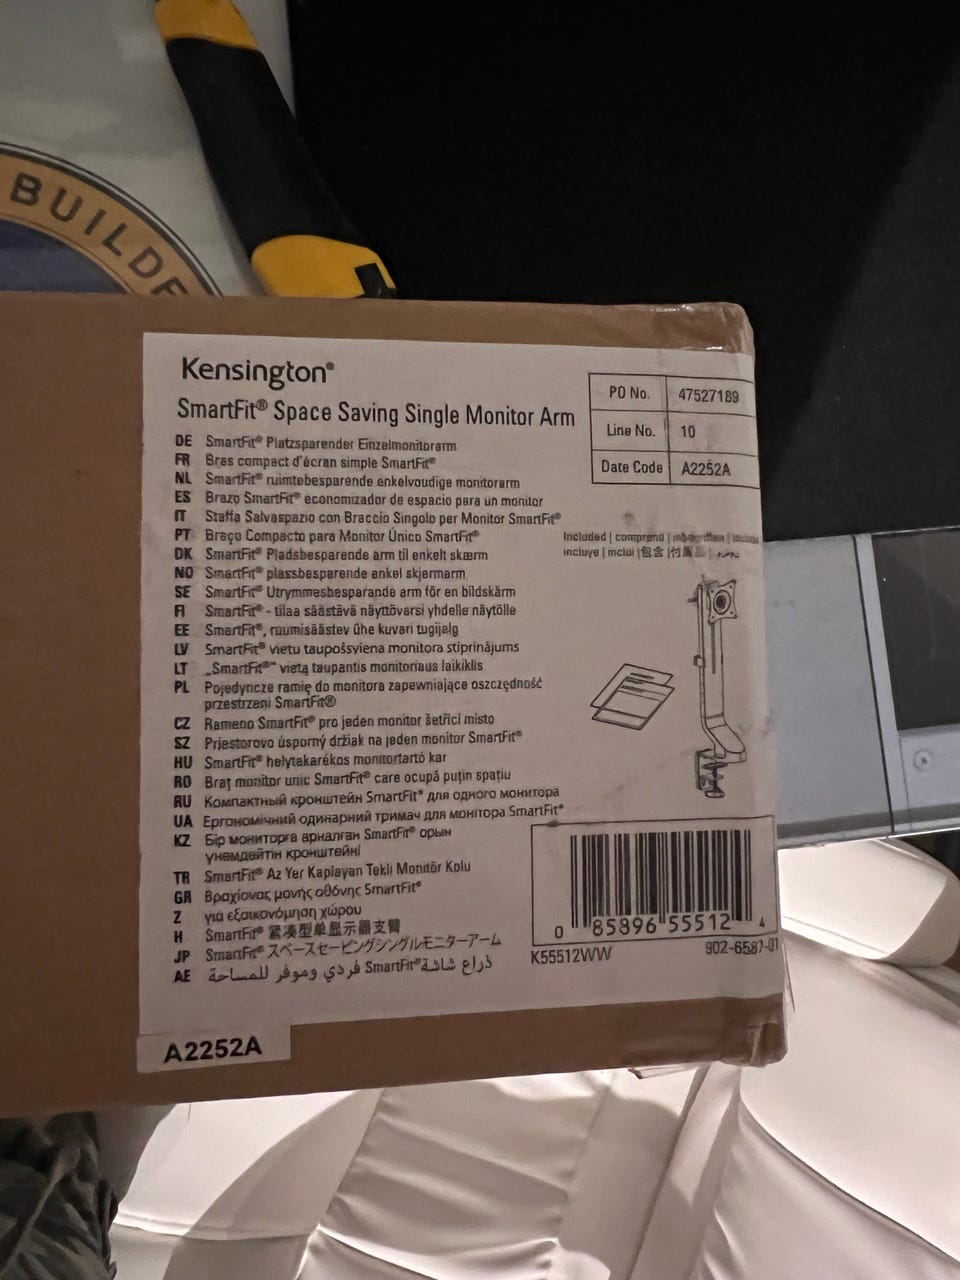 BUILDE
Kensington®
SmartFit® Space Saving Single Monitor Arm
PO No. 47527189
Line No. 10
Date Code A2252A
DE SmartFit® Platzsparender Einzelmonitorarm
FR Bras compact d'écran simple SmartFit®
NL SmartFit® ruimtebesparende enkelvoudige monitorarm
ES Brazo SmartFit® economizador de espacio para un monitor
IT Staffa Salvaspazio con Braccio Singolo per Monitor SmartFit®
PT Braço Compacto para Monitor Único SmartFit®
DK SmartFit® Pladsbesparende arm til enkelt skærm
NO SmartFit® plassbesparende enkel skjermarm
SE SmartFit® Utrymmesbesparande arm för en bildskärm
FI SmartFit® - tilaa säästävä näyttövarsi yhdelle näytölle
EE SmartFit®, ruumisäästev ühe kuvari tugijalg
LV SmartFit® vietu taupošsviena monitora stiprinājums
LT „SmartFit®“ vietą taupantis monitoriaus laikiklis
PL Pojedyncze ramię do monitora zapewniające oszczędność
przestrzeni SmartFit®
CZ Rameno SmartFit® pro jeden monitor šetřící místo
SZ Priestorovo úsporný držiak na jeden monitor SmartFit®
HU SmartFit® helytakarékos monitortartó kar
RO Braț monitor unic SmartFit® care ocupă puțin spațiu
RU Компактный кронштейн SmartFit® для одного монитора
UA Ергономічний одинарний тримач для монітора SmartFit®
KZ Бір мониторға арналған SmartFit® орын
үнемдейтін кронштейні
TR SmartFit® Az Yer Kaplayan Tekli Monitör Kolu
GR Βραχίονας μονής οθόνης SmartFit®
Z για εξοικονόμηση χώρου
H SmartFit® 紧凑型单显示器支臂
JP SmartFit® スペースセービングシングルモニターアーム
AE ذراع شاشة SmartFit® فردي وموفر للمساحة
Included | comprend |
incluye | inclui | 包含 |
0 85896 55512 4
K55512WW 902-6587-01
A2252A